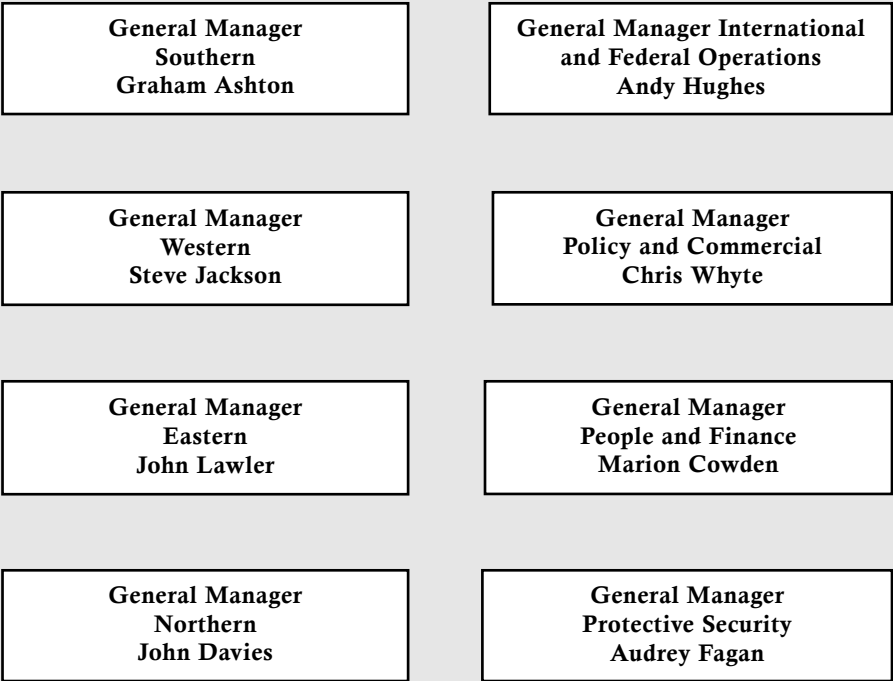 General Manager
Southern
Graham Ashton
General Manager International
and Federal Operations
Andy Hughes
General Manager
Western
Steve Jackson
General Manager
Policy and Commercial
Chris Whyte
General Manager
Eastern
John Lawler
General Manager
People and Finance
Marion Cowden
General Manager
Northern
John Davies
General Manager
Protective Security
Audrey Fagan